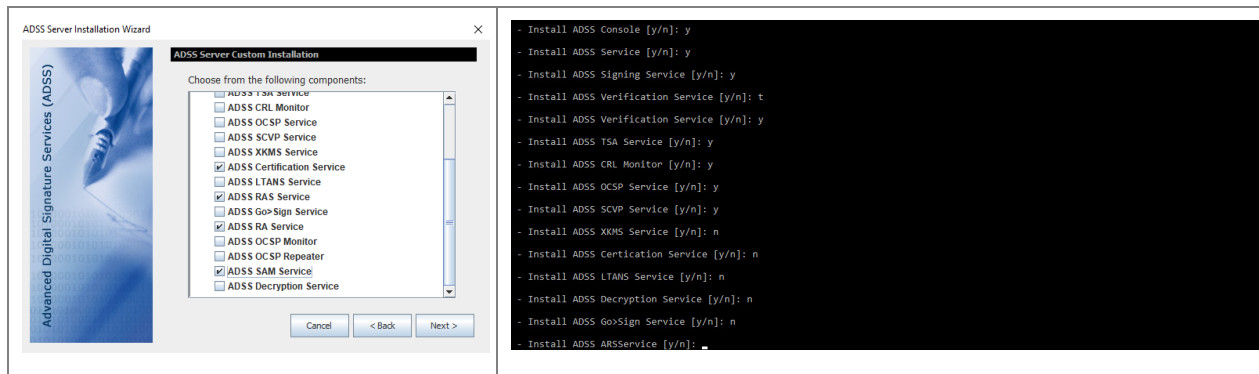 ADSS Server Installation Wizard
Advanced Digital Signature Services (ADSS)
ADSS Server Custom Installation
Choose from the following components:
ADSS TSA Service
ADSS CRL Monitor
ADSS OCSP Service
ADSS SCVP Service
ADSS XKMS Service
ADSS Certification Service
ADSS LTANS Service
ADSS RAS Service
ADSS Go>Sign Service
ADSS RA Service
ADSS OCSP Monitor
ADSS OCSP Repeater
ADSS SAM Service
ADSS Decryption Service
Cancel
< Back
Next >
- Install ADSS Console [y/n]: y
- Install ADSS Service [y/n]: y
- Install ADSS Signing Service [y/n]: y
- Install ADSS Verification Service [y/n]: t
- Install ADSS Verification Service [y/n]: y
- Install ADSS TSA Service [y/n]: y
- Install ADSS CRL Monitor [y/n]: y
- Install ADSS OCSP Service [y/n]: y
- Install ADSS SCVP Service [y/n]: y
- Install ADSS XKMS Service [y/n]: n
- Install ADSS Certication Service [y/n]: n
- Install ADSS LTANS Service [y/n]: n
- Install ADSS Decryption Service [y/n]: n
- Install ADSS Go>Sign Service [y/n]: n
- Install ADSS ARSService [y/n]: